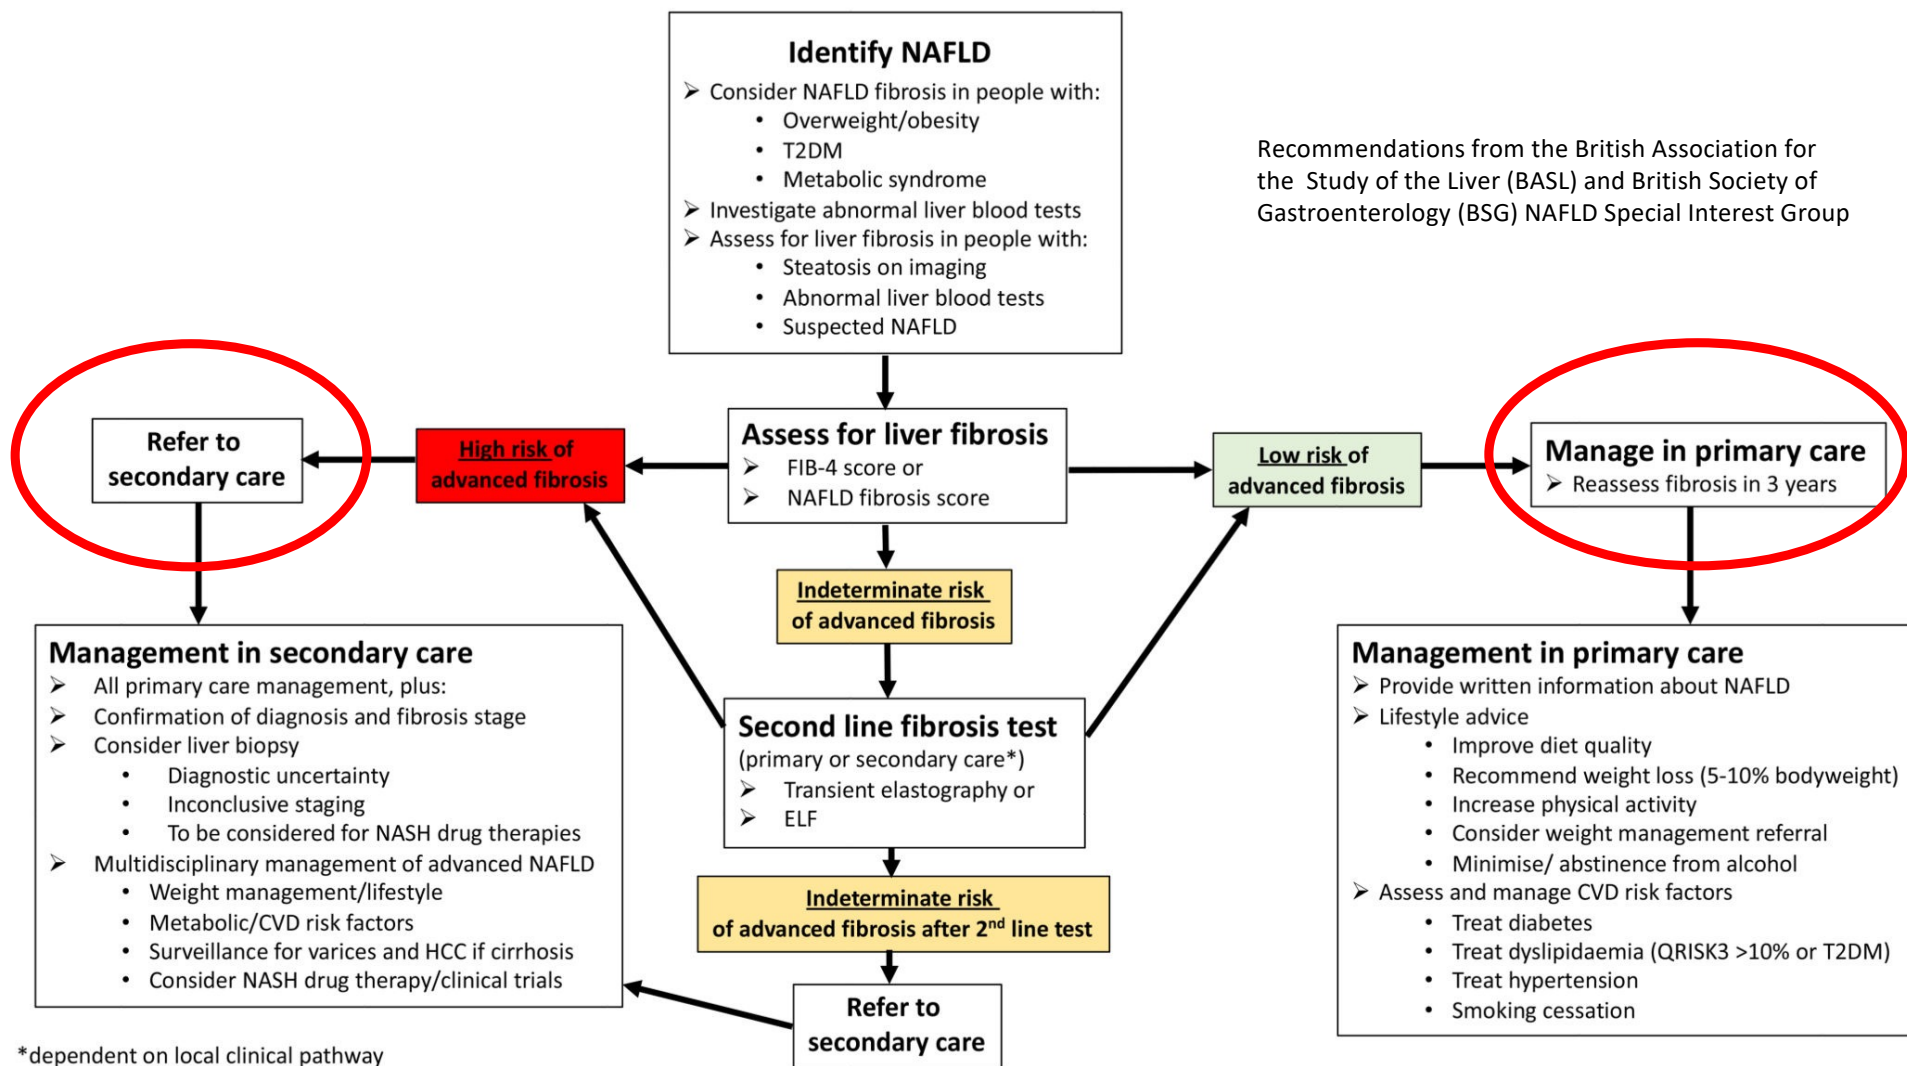 Identify NAFLD
➢ Consider NAFLD fibrosis in people with:
• Overweight/obesity
• T2DM
• Metabolic syndrome
➢ Investigate abnormal liver blood tests
➢ Assess for liver fibrosis in people with:
• Steatosis on imaging
• Abnormal liver blood tests
• Suspected NAFLD
Recommendations from the British Association for
the Study of the Liver (BASL) and British Society of
Gastroenterology (BSG) NAFLD Special Interest Group
Refer to
secondary care
High risk of
advanced fibrosis
Assess for liver fibrosis
➢ FIB-4 score or
➢ NAFLD fibrosis score
Low risk of
advanced fibrosis
Manage in primary care
➢ Reassess fibrosis in 3 years
Indeterminate risk
of advanced fibrosis
Management in secondary care
➢ All primary care management, plus:
➢ Confirmation of diagnosis and fibrosis stage
➢ Consider liver biopsy
• Diagnostic uncertainty
• Inconclusive staging
• To be considered for NASH drug therapies
➢ Multidisciplinary management of advanced NAFLD
• Weight management/lifestyle
• Metabolic/CVD risk factors
• Surveillance for varices and HCC if cirrhosis
• Consider NASH drug therapy/clinical trials
Second line fibrosis test
(primary or secondary care*)
➢ Transient elastography or
➢ ELF
Indeterminate risk
of advanced fibrosis after 2nd line test
Refer to
secondary care
Management in primary care
➢ Provide written information about NAFLD
➢ Lifestyle advice
• Improve diet quality
• Recommend weight loss (5-10% bodyweight)
• Increase physical activity
• Consider weight management referral
• Minimise/ abstinence from alcohol
➢ Assess and manage CVD risk factors
• Treat diabetes
• Treat dyslipidaemia (QRISK3 >10% or T2DM)
• Treat hypertension
• Smoking cessation
*dependent on local clinical pathway